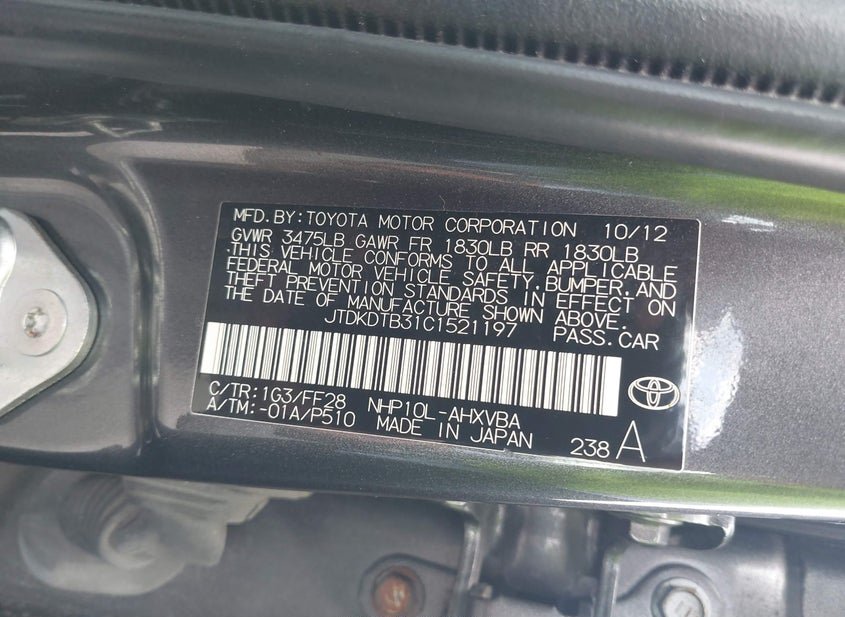 MFD. BY: TOYOTA MOTOR CORPORATION 10/12
GVWR 3475LB GAWR FR 1830LB RR 1830LB
THIS VEHICLE CONFORMS TO ALL APPLICABLE
FEDERAL MOTOR VEHICLE SAFETY, BUMPER, AND
THEFT PREVENTION STANDARDS IN EFFECT ON
THE DATE OF MANUFACTURE SHOWN ABOVE.
JTDKDTB31C1521197 PASS. CAR
C/TR: 1G3/FF28 NHP10L-AHXVBA
A/TM: -01A/P510 MADE IN JAPAN 238 A